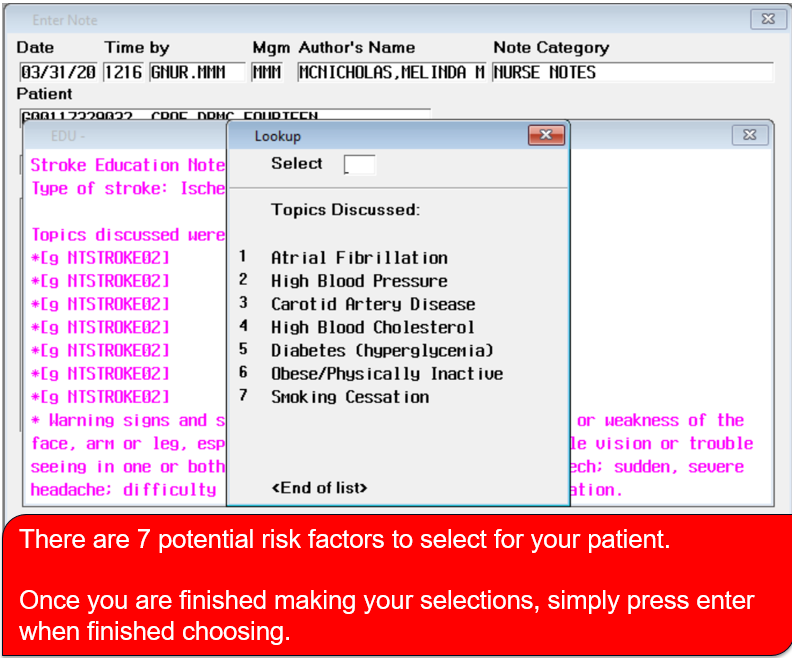 Enter Note
Date Time by Mgm Author's Name Note Category
03/31/20 1216 GNUR.MMM MMM MCNICHOLAS,MELINDA M NURSE NOTES
Patient
G00117329032 CROE,DRMC FOURTEEN
EDU -
Stroke Education Note
Type of stroke: Ische
Topics discussed were
*[g NTSTROKE02]
*[g NTSTROKE02]
*[g NTSTROKE02]
*[g NTSTROKE02]
*[g NTSTROKE02]
*[g NTSTROKE02]
*[g NTSTROKE02]
* Warning signs and s
face, arm or leg, esp
seeing in one or both
headache; difficulty
Lookup
Select
Topics Discussed:
1 Atrial Fibrillation
2 High Blood Pressure
3 Carotid Artery Disease
4 High Blood Cholesterol
5 Diabetes (hyperglycemia)
6 Obese/Physically Inactive
7 Smoking Cessation
<End of list>
or weakness of the
le vision or trouble
ech; sudden, severe
ation.
There are 7 potential risk factors to select for your patient.
Once you are finished making your selections, simply press enter
when finished choosing.